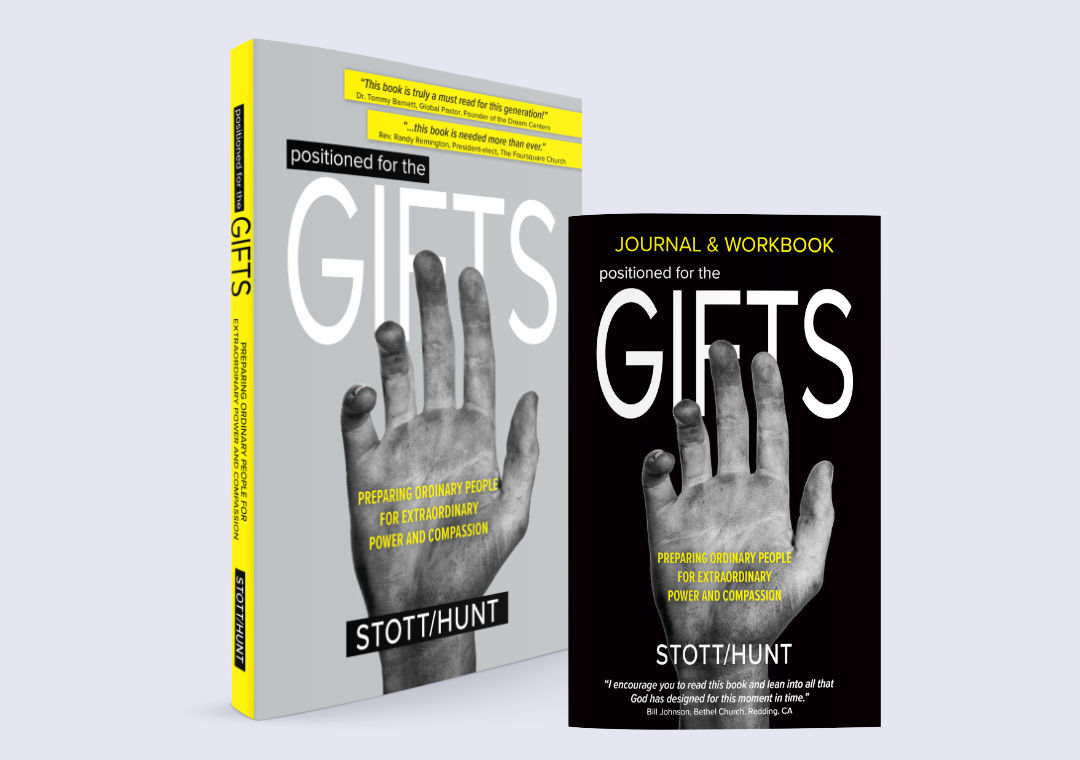 positioned for the
GIFTS
PREPARING ORDINARY PEOPLE FOR
EXTRAORDINARY POWER AND COMPASSION
STOTT/HUNT
“This book is truly a must read for this generation!”
Dr. Tommy Barnett, Global Pastor, Founder of the Dream Centers
“...this book is needed more than ever.”
Rev. Randy Remington, President-elect, The Foursquare Church
positioned for the
GIFTS
PREPARING ORDINARY PEOPLE
FOR EXTRAORDINARY
POWER AND COMPASSION
STOTT/HUNT
JOURNAL & WORKBOOK
positioned for the
GIFTS
PREPARING ORDINARY PEOPLE
FOR EXTRAORDINARY
POWER AND COMPASSION
STOTT/HUNT
“I encourage you to read this book and lean into all that
God has designed for this moment in time.”
Bill Johnson, Bethel Church, Redding, CA